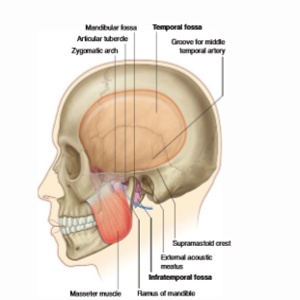 Mandibular fossa
Temporal fossa
Articular tubercle
Groove for middle
temporal artery
Zygomatic arch
Supramastoid crest
External acoustic
meatus
Infratemporal fossa
Masseter muscle
Ramus of mandible